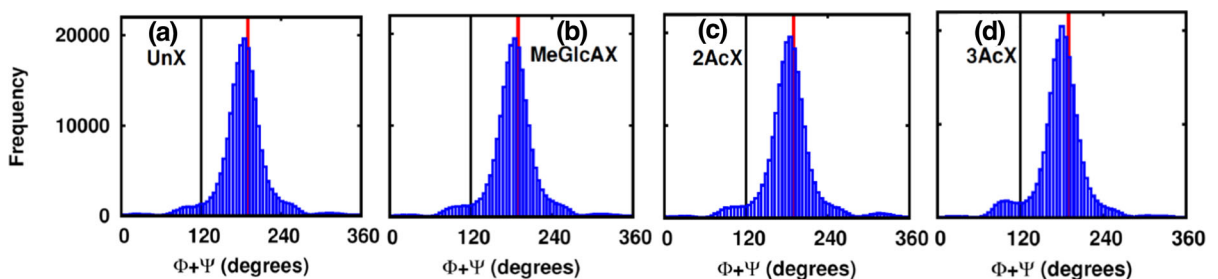 (a) (b) (c) (d)
UnX MeGlcAX 2AcX 3AcX
20000
10000
0
Frequency
0 120 240 360 0 120 240 360 0 120 240 360 0 120 240 360
Φ+Ψ (degrees) Φ+Ψ (degrees) Φ+Ψ (degrees) Φ+Ψ (degrees)